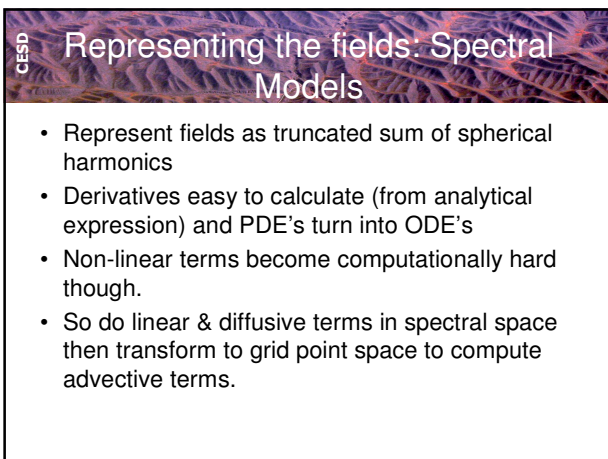 CESD
Representing the fields: Spectral
Models
• Represent fields as truncated sum of spherical
harmonics
• Derivatives easy to calculate (from analytical
expression) and PDE's turn into ODE's
• Non-linear terms become computationally hard
though.
• So do linear & diffusive terms in spectral space
then transform to grid point space to compute
advective terms.